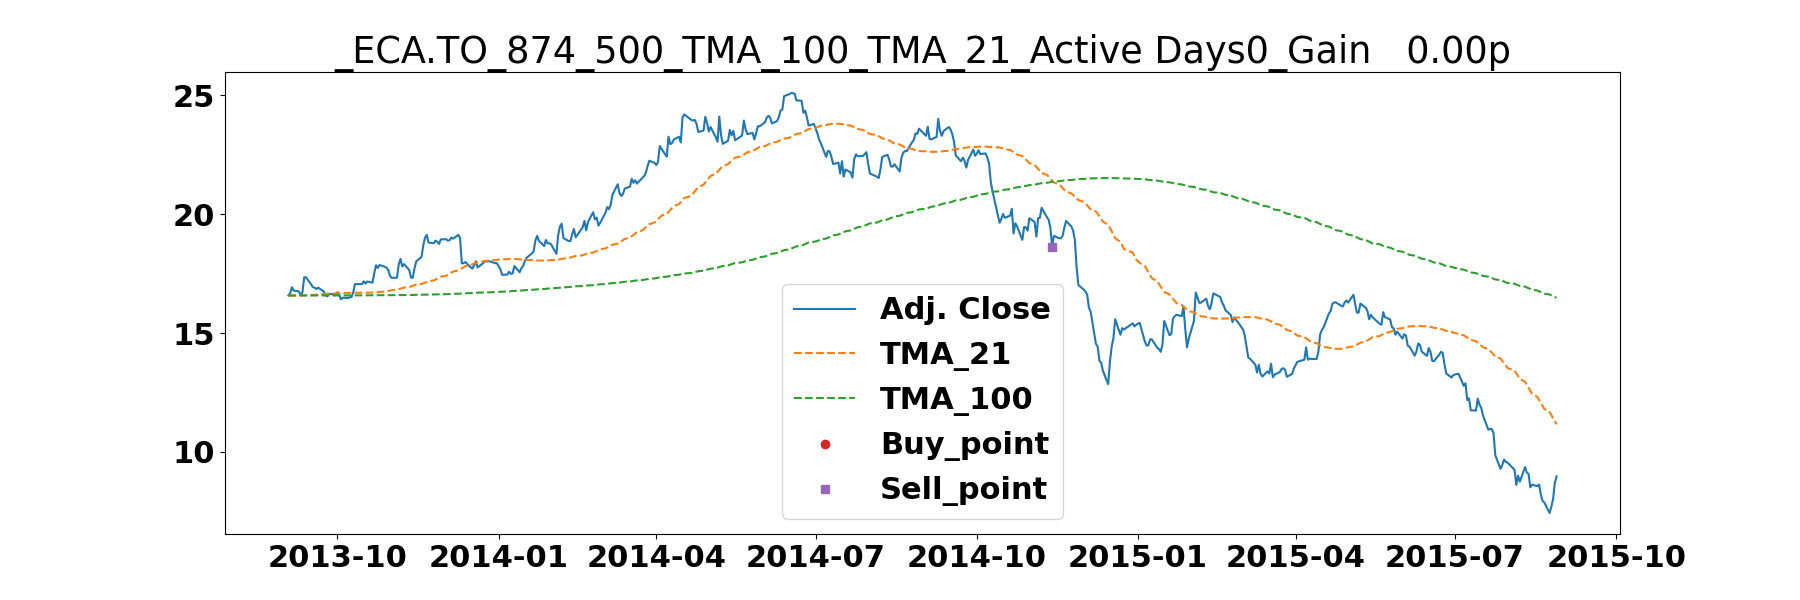 _ECA.TO_874_500_TMA_100_TMA_21_Active Days0_Gain   0.00p
25
20
15
10
Adj. Close
TMA_21
TMA_100
Buy_point
Sell_point
2013-10 2014-01 2014-04 2014-07 2014-10 2015-01 2015-04 2015-07 2015-10